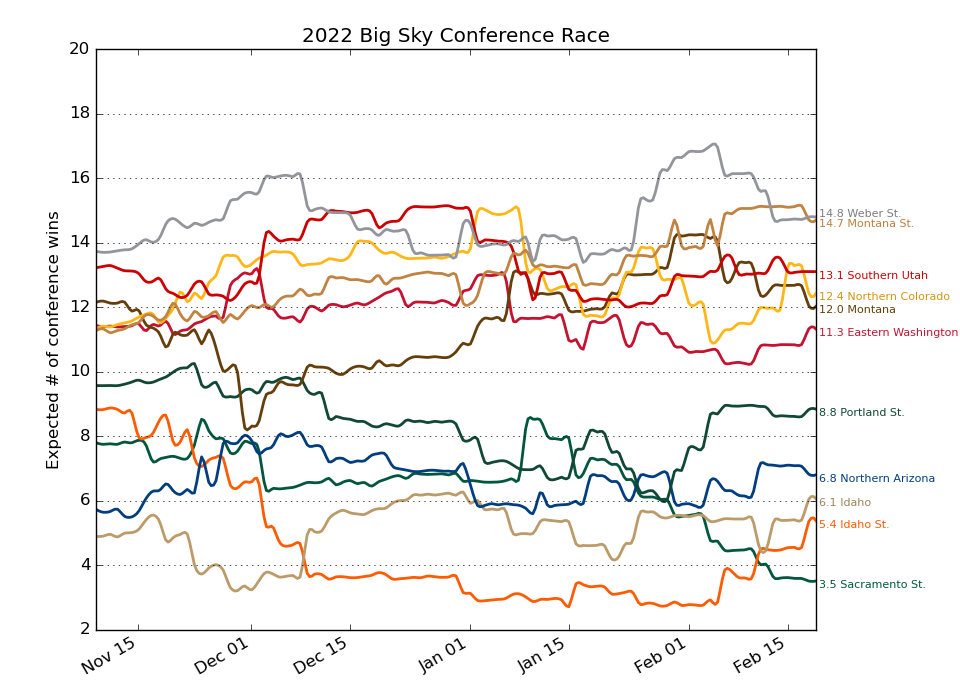 2022 Big Sky Conference Race
Expected # of conference wins
20
18
16
14
12
10
8
6
4
2
14.8 Weber St.
14.7 Montana St.
13.1 Southern Utah
12.4 Northern Colorado
12.0 Montana
11.3 Eastern Washington
8.8 Portland St.
6.8 Northern Arizona
6.1 Idaho
5.4 Idaho St.
3.5 Sacramento St.
Nov 15
Dec 01
Dec 15
Jan 01
Jan 15
Feb 01
Feb 15